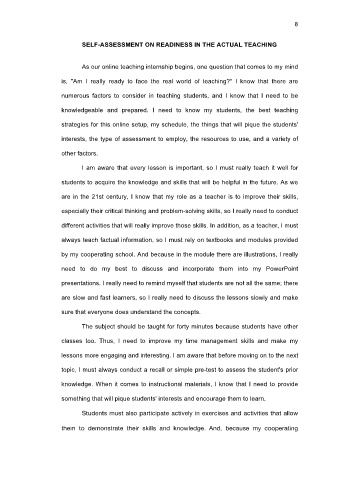 8
SELF-ASSESSMENT ON READINESS IN THE ACTUAL TEACHING
As our online teaching internship begins, one question that comes to my mind
is, "Am I really ready to face the real world of teaching?" I know that there are
numerous factors to consider in teaching students, and I know that I need to be
knowledgeable and prepared. I need to know my students, the best teaching
strategies for this online setup, my schedule, the things that will pique the students'
interests, the type of assessment to employ, the resources to use, and a variety of
other factors.
I am aware that every lesson is important, so I must really teach it well for
students to acquire the knowledge and skills that will be helpful in the future. As we
are in the 21st century, I know that my role as a teacher is to improve their skills,
especially their critical thinking and problem-solving skills, so I really need to conduct
different activities that will really improve those skills. In addition, as a teacher, I must
always teach factual information, so I must rely on textbooks and modules provided
by my cooperating school. And because in the module there are illustrations, I really
need to do my best to discuss and incorporate them into my PowerPoint
presentations. I really need to remind myself that students are not all the same; there
are slow and fast learners, so I really need to discuss the lessons slowly and make
sure that everyone does understand the concepts.
The subject should be taught for forty minutes because students have other
classes too. Thus, I need to improve my time management skills and make my
lessons more engaging and interesting. I am aware that before moving on to the next
topic, I must always conduct a recall or simple pre-test to assess the student's prior
knowledge. When it comes to instructional materials, I know that I need to provide
something that will pique students' interests and encourage them to learn.
Students must also participate actively in exercises and activities that allow
them to demonstrate their skills and knowledge. And, because my cooperating